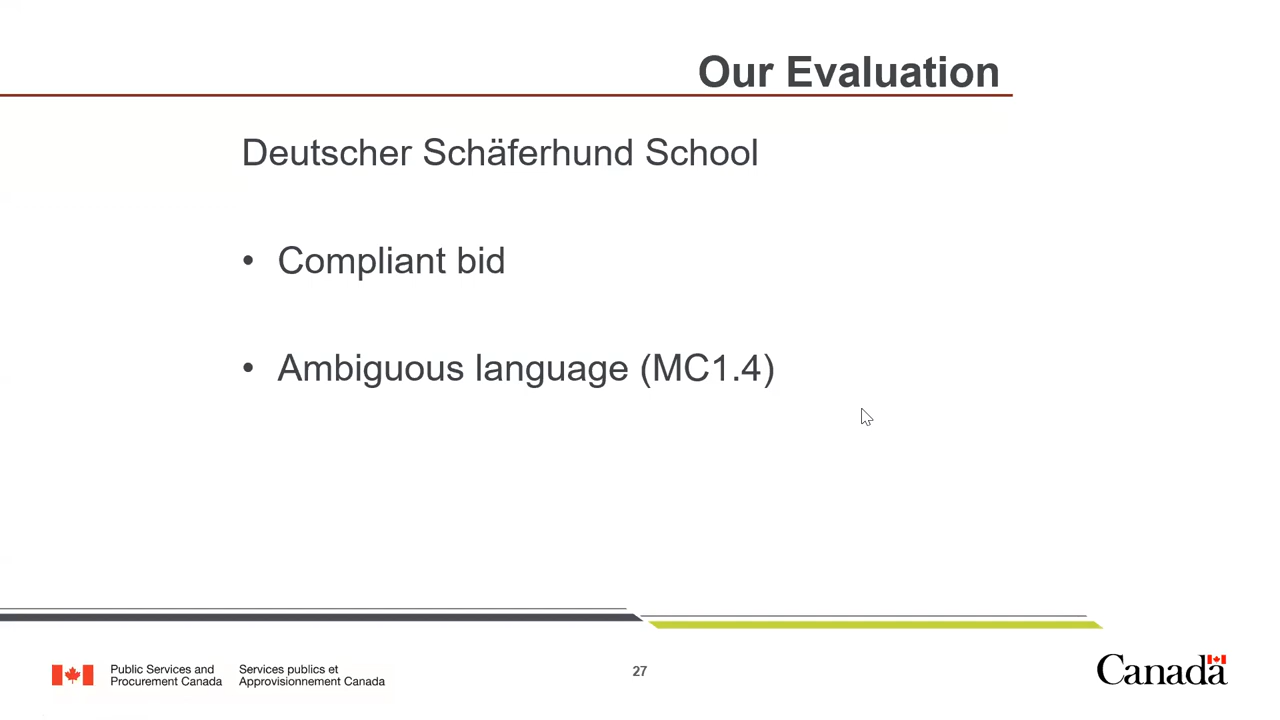 Our Evaluation
Deutscher Schäferhund School
• Compliant bid
• Ambiguous language (MC1.4)
Public Services and
Procurement Canada
Services publics et
Approvisionnement Canada
27
Canada